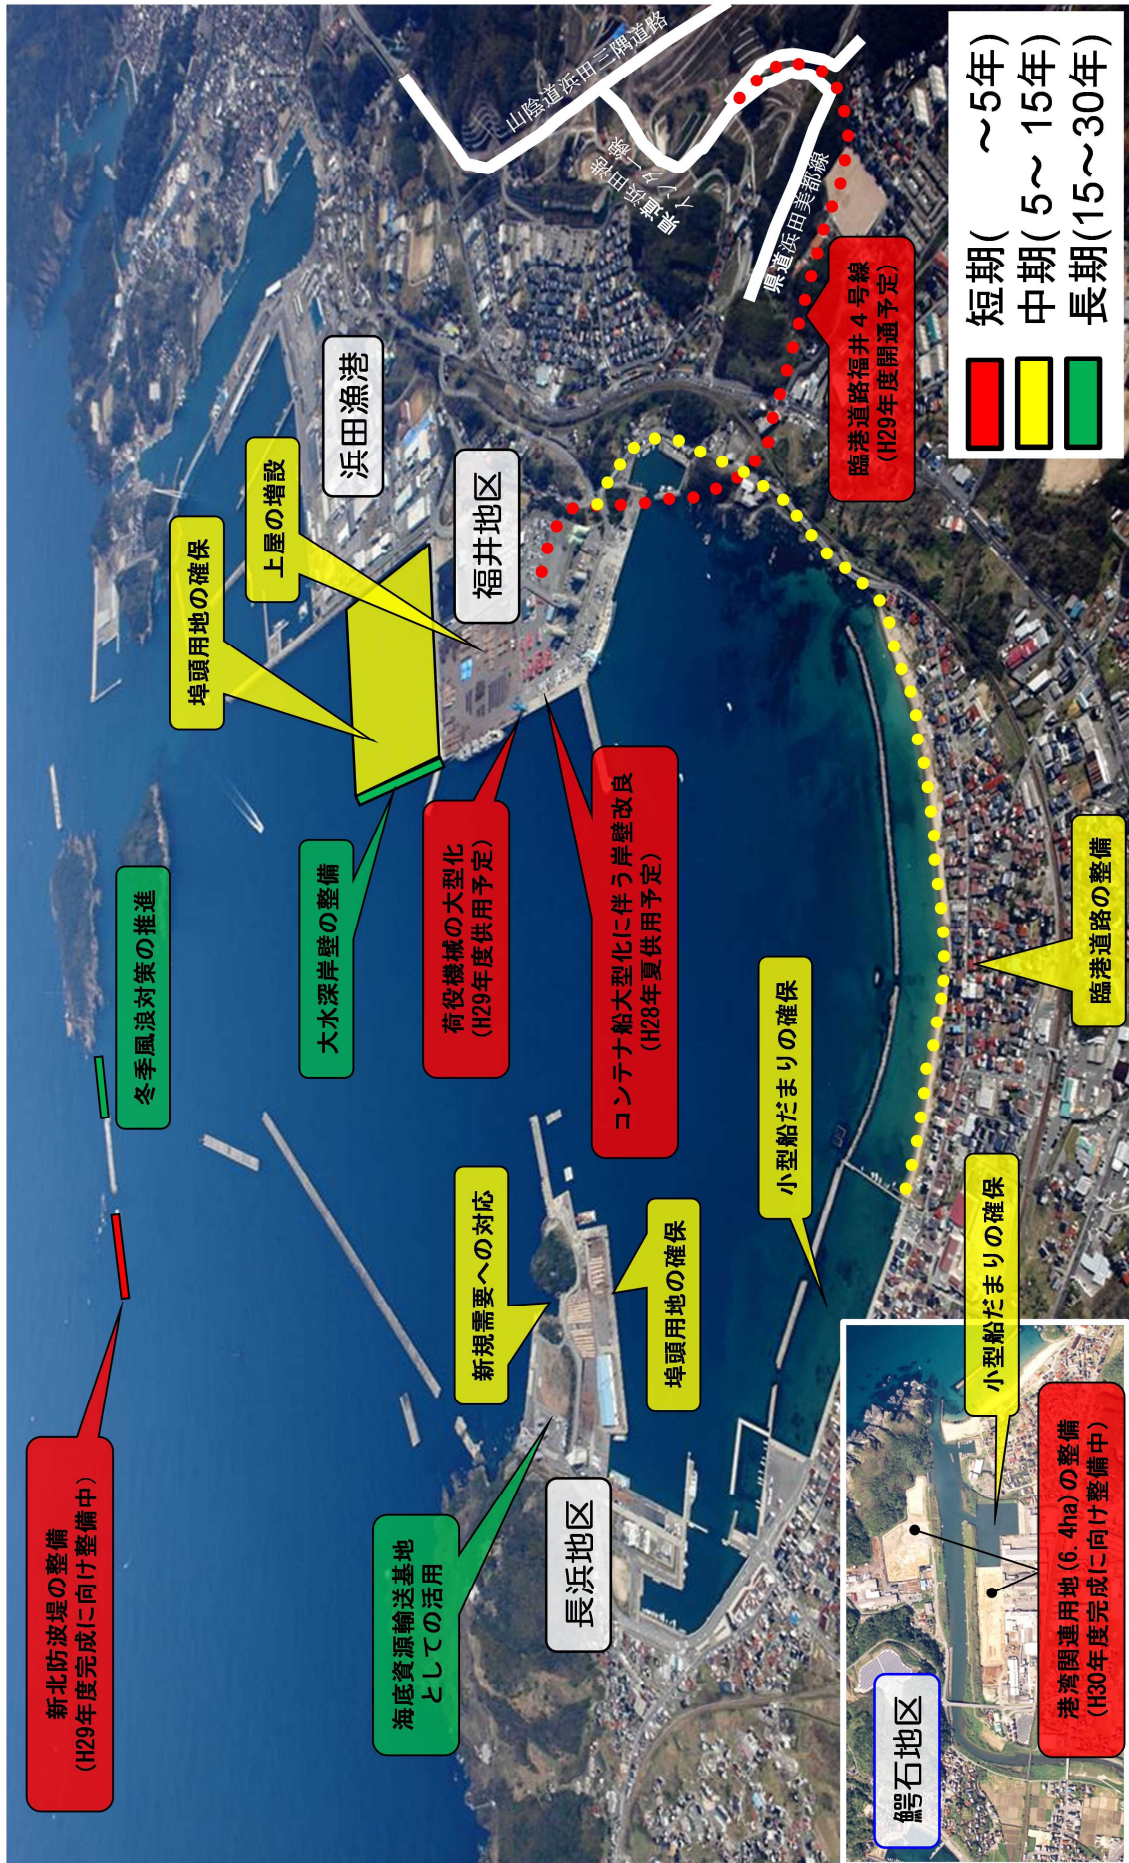 新北防波堤の整備
(H29年度完成に向け整備中)
冬季風浪対策の推進
埠頭用地の確保
上屋の増設
浜田漁港
大水深岸壁の整備
福井地区
荷役機械の大型化
(H29年度供用予定)
コンテナ船大型化に伴う岸壁改良
(H28年夏供用予定)
海底資源輸送基地
としての活用
新規需要への対応
長浜地区
埠頭用地の確保
小型船だまりの確保
山陰道浜田三隅道路
県道浜田港
インター線
県道浜田美都線
臨港道路福井4号線
(H29年度開通予定)
臨港道路の整備
鰐石地区
小型船だまりの確保
港湾関連用地(6.4ha)の整備
(H30年度完成に向け整備中)
短期( ～5年)
中期( 5～ 15年)
長期(15～30年)